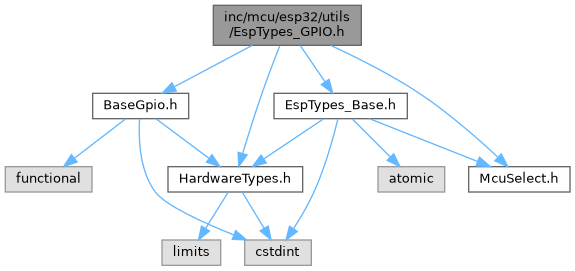 inc/mcu/esp32/utils
/EspTypes_GPIO.h
BaseGpio.h
EspTypes_Base.h
functional
HardwareTypes.h
atomic
McuSelect.h
limits
cstdint